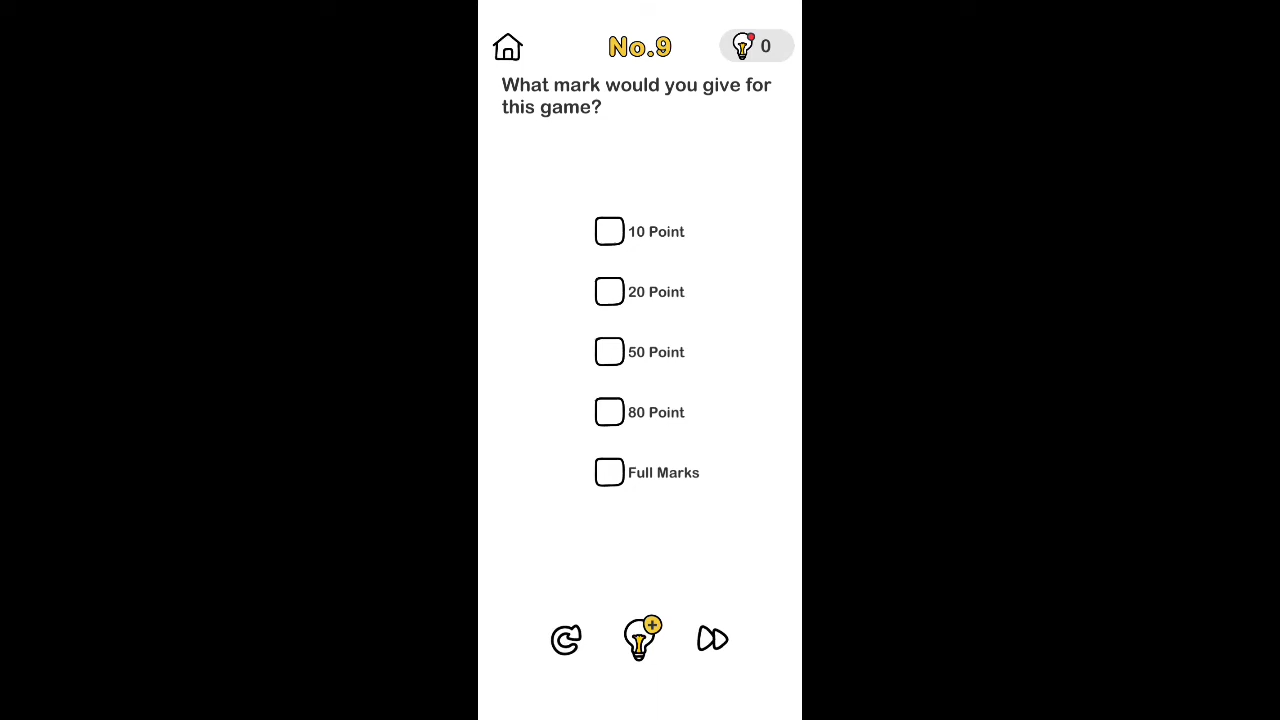 No.9
0
What mark would you give for
this game?
10 Point
20 Point
50 Point
80 Point
Full Marks